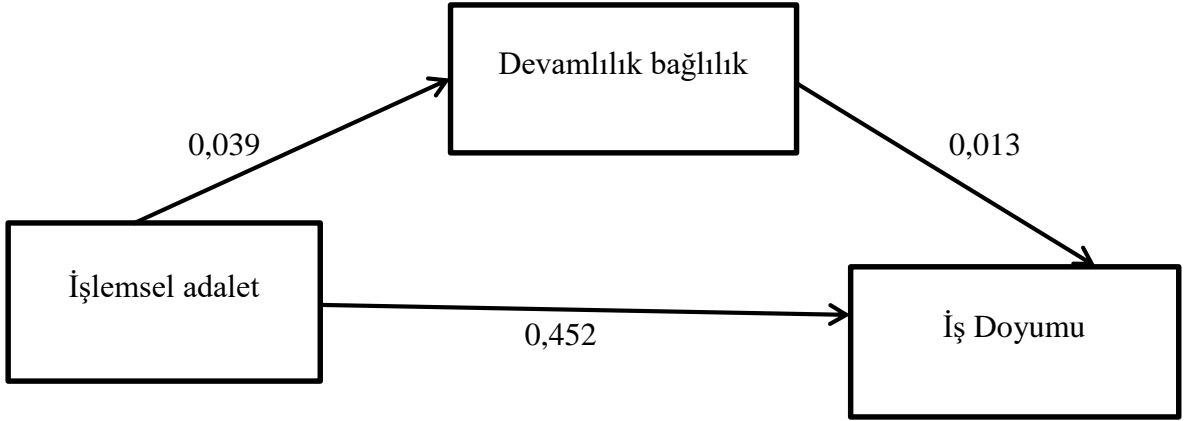 Devamlılık bağlılık
0,039
0,013
İşlemsel adalet
0,452
İş Doyumu